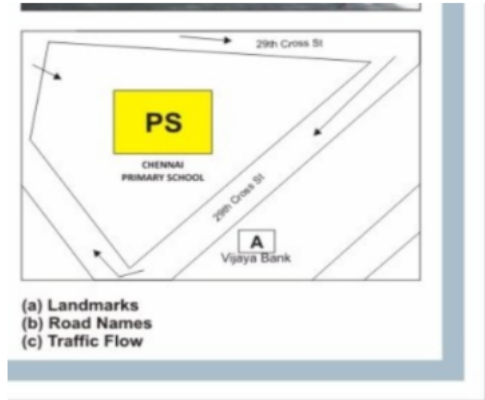 29th Cross St
PS
CHENNAI
PRIMARY SCHOOL
29th Cross St
A
Vijaya Bank
(a) Landmarks
(b) Road Names
(c) Traffic Flow